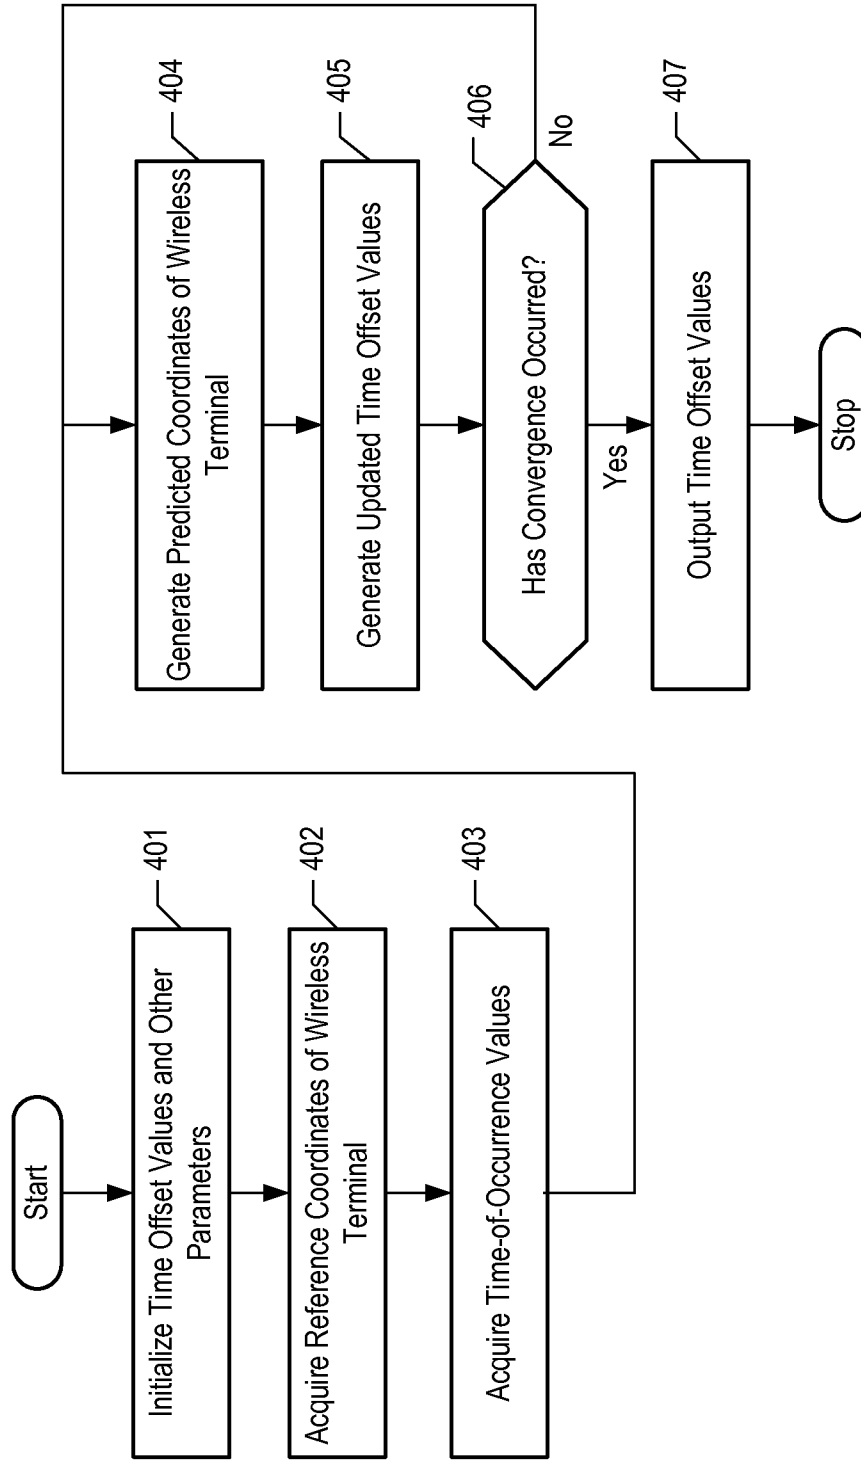 Start
Initialize Time Offset Values and Other
Parameters
401
Acquire Reference Coordinates of Wireless
Terminal
402
Acquire Time-of-Occurrence Values
403
Generate Predicted Coordinates of Wireless
Terminal
404
Generate Updated Time Offset Values
405
Has Convergence Occurred?
406
No
Yes
Output Time Offset Values
407
Stop